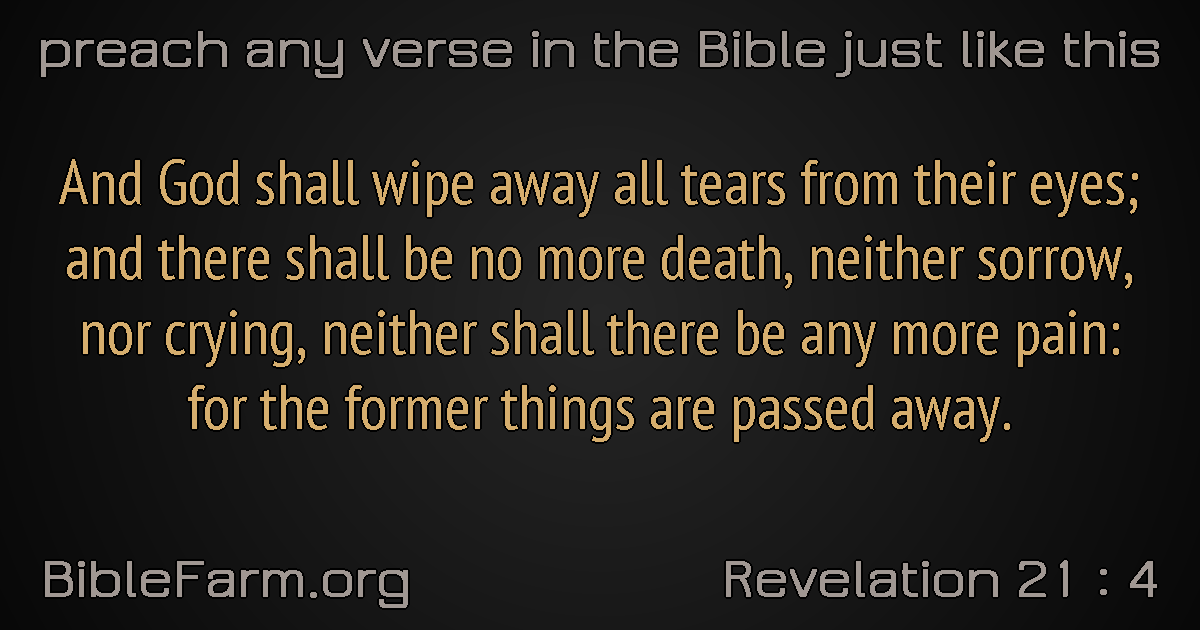 preach any verse in the Bible just like this
And God shall wipe away all tears from their eyes;
and there shall be no more death, neither sorrow,
nor crying, neither shall there be any more pain:
for the former things are passed away.
BibleFarm.org
Revelation 21 : 4